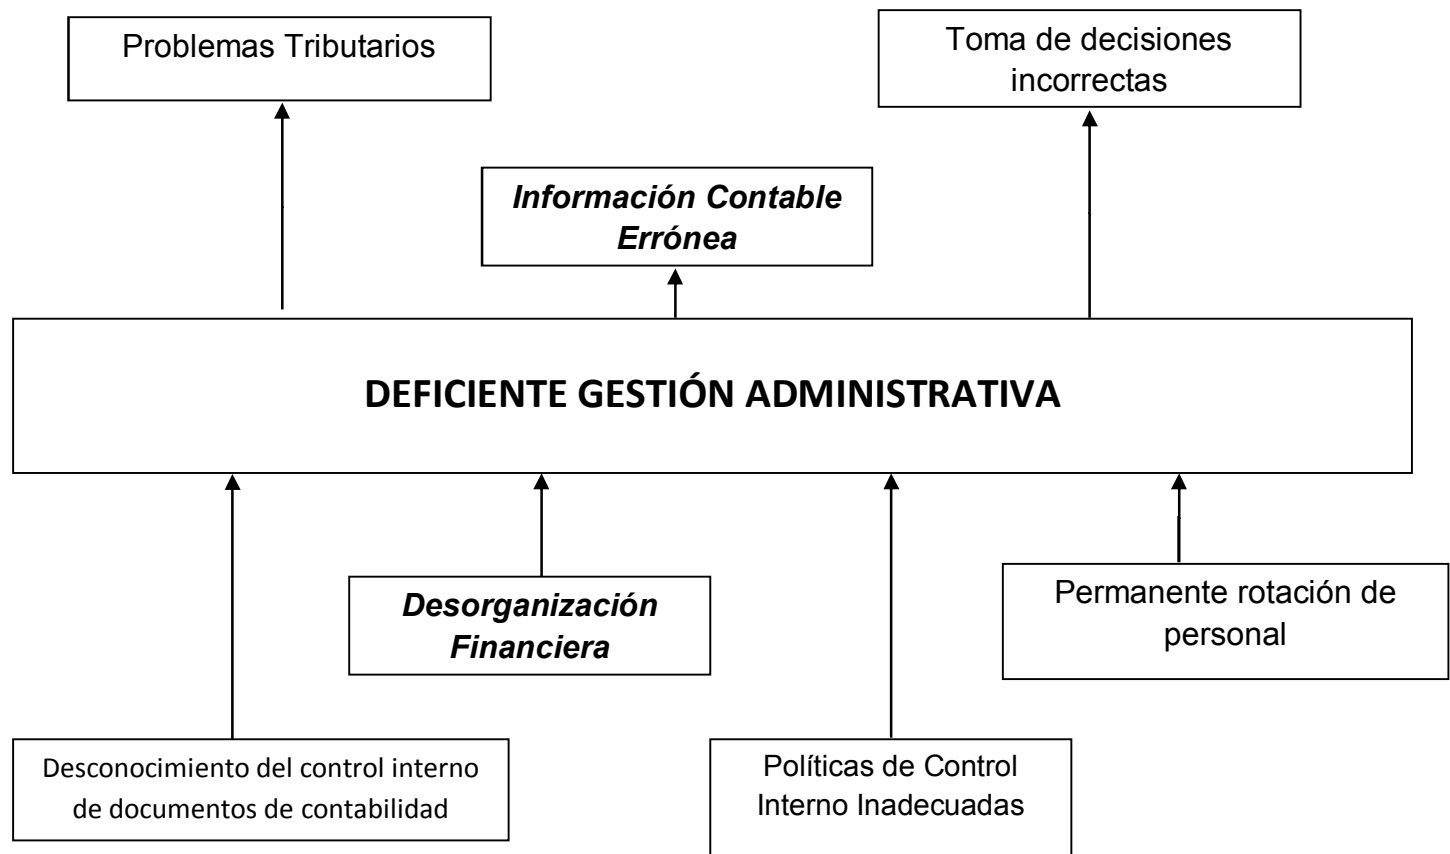 Problemas Tributarios
Toma de decisiones
incorrectas
Información Contable
Errónea
DEFICIENTE GESTIÓN ADMINISTRATIVA
Desorganización
Financiera
Permanente rotación de
personal
Desconocimiento del control interno
de documentos de contabilidad
Políticas de Control
Interno Inadecuadas